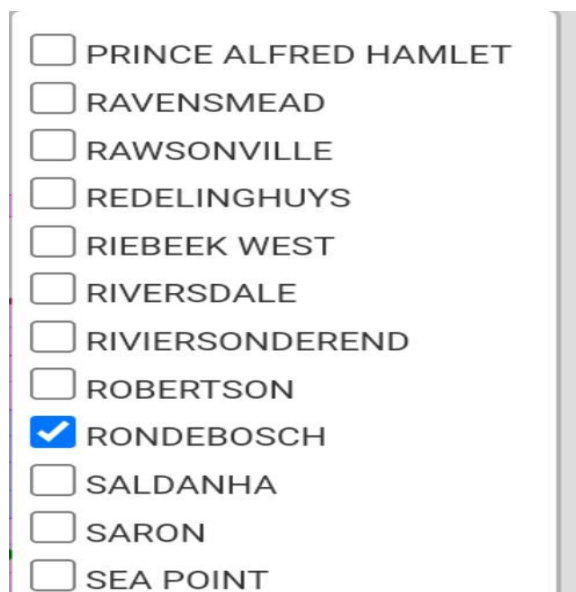 PRINCE ALFRED HAMLET
RAVENSMEAD
RAWSONVILLE
REDELINGHUYS
RIEBEEK WEST
RIVERSDALE
RIVIERSONDEREND
ROBERTSON
RONDEBOSCH
SALDANHA
SARON
SEA POINT